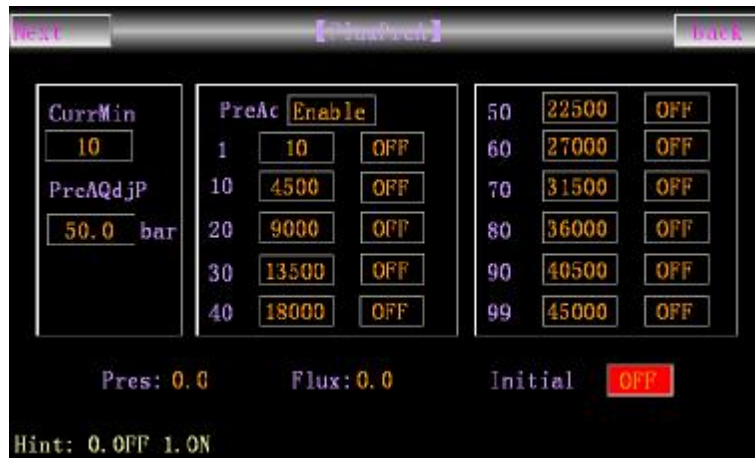 Next
back
CurrMin
10
PreAQdjP
50.0 bar
PreAc Enable
1 10 OFF
10 4500 OFF
20 9000 OFF
30 13500 OFF
40 18000 OFF
50 22500 OFF
60 27000 OFF
70 31500 OFF
80 36000 OFF
90 40500 OFF
99 45000 OFF
Pres: 0.0 Flux: 0.0 Initial OFF
Hint: 0.OFF 1.ON